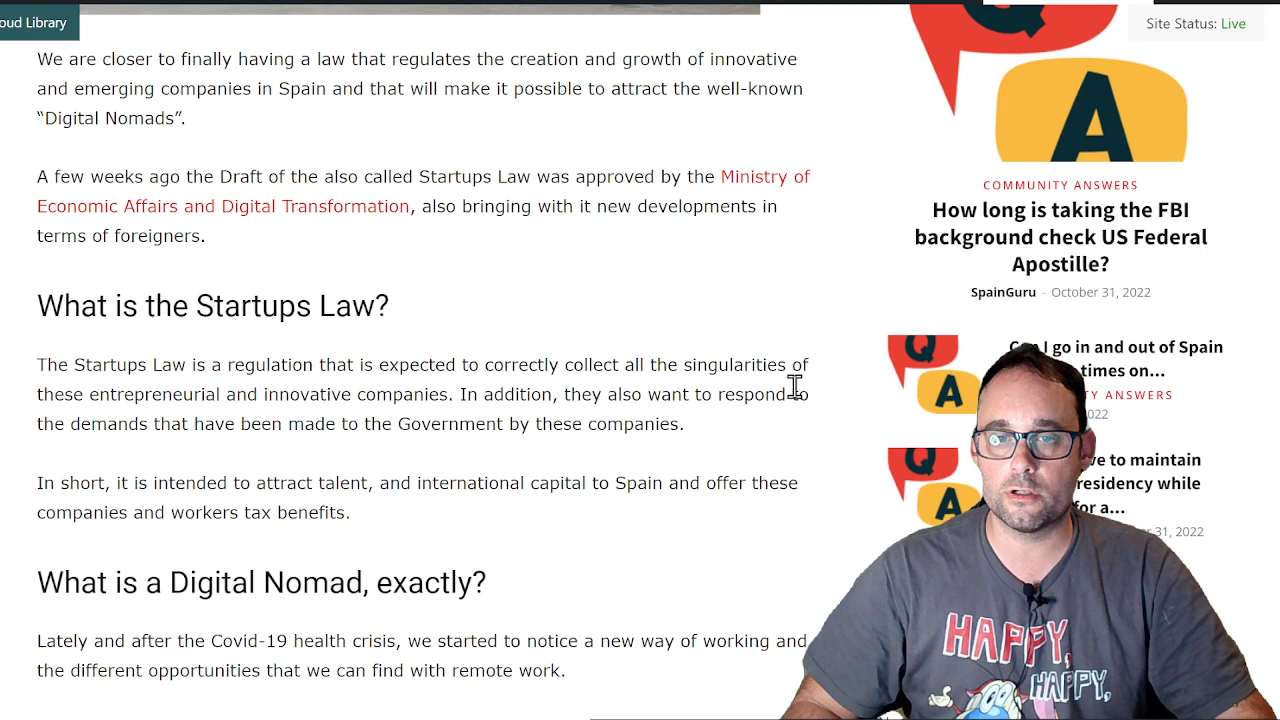 oud Library
Site Status: Live
We are closer to finally having a law that regulates the creation and growth of innovative
and emerging companies in Spain and that will make it possible to attract the well-known
“Digital Nomads”.
A few weeks ago the Draft of the also called Startups Law was approved by the Ministry of
Economic Affairs and Digital Transformation, also bringing with it new developments in
terms of foreigners.
What is the Startups Law?
The Startups Law is a regulation that is expected to correctly collect all the singularities of
these entrepreneurial and innovative companies. In addition, they also want to respond to
the demands that have been made to the Government by these companies.
In short, it is intended to attract talent, and international capital to Spain and offer these
companies and workers tax benefits.
What is a Digital Nomad, exactly?
Lately and after the Covid-19 health crisis, we started to notice a new way of working and
the different opportunities that we can find with remote work.
Q
A
COMMUNITY ANSWERS
How long is taking the FBI
background check US Federal
Apostille?
SpainGuru - October 31, 2022
Q
A
I go in and out of Spain
times on...
TY ANSWERS
2022
Q
A
ve to maintain
residency while
for a...
31, 2022
HAPPY,
HAPPY,